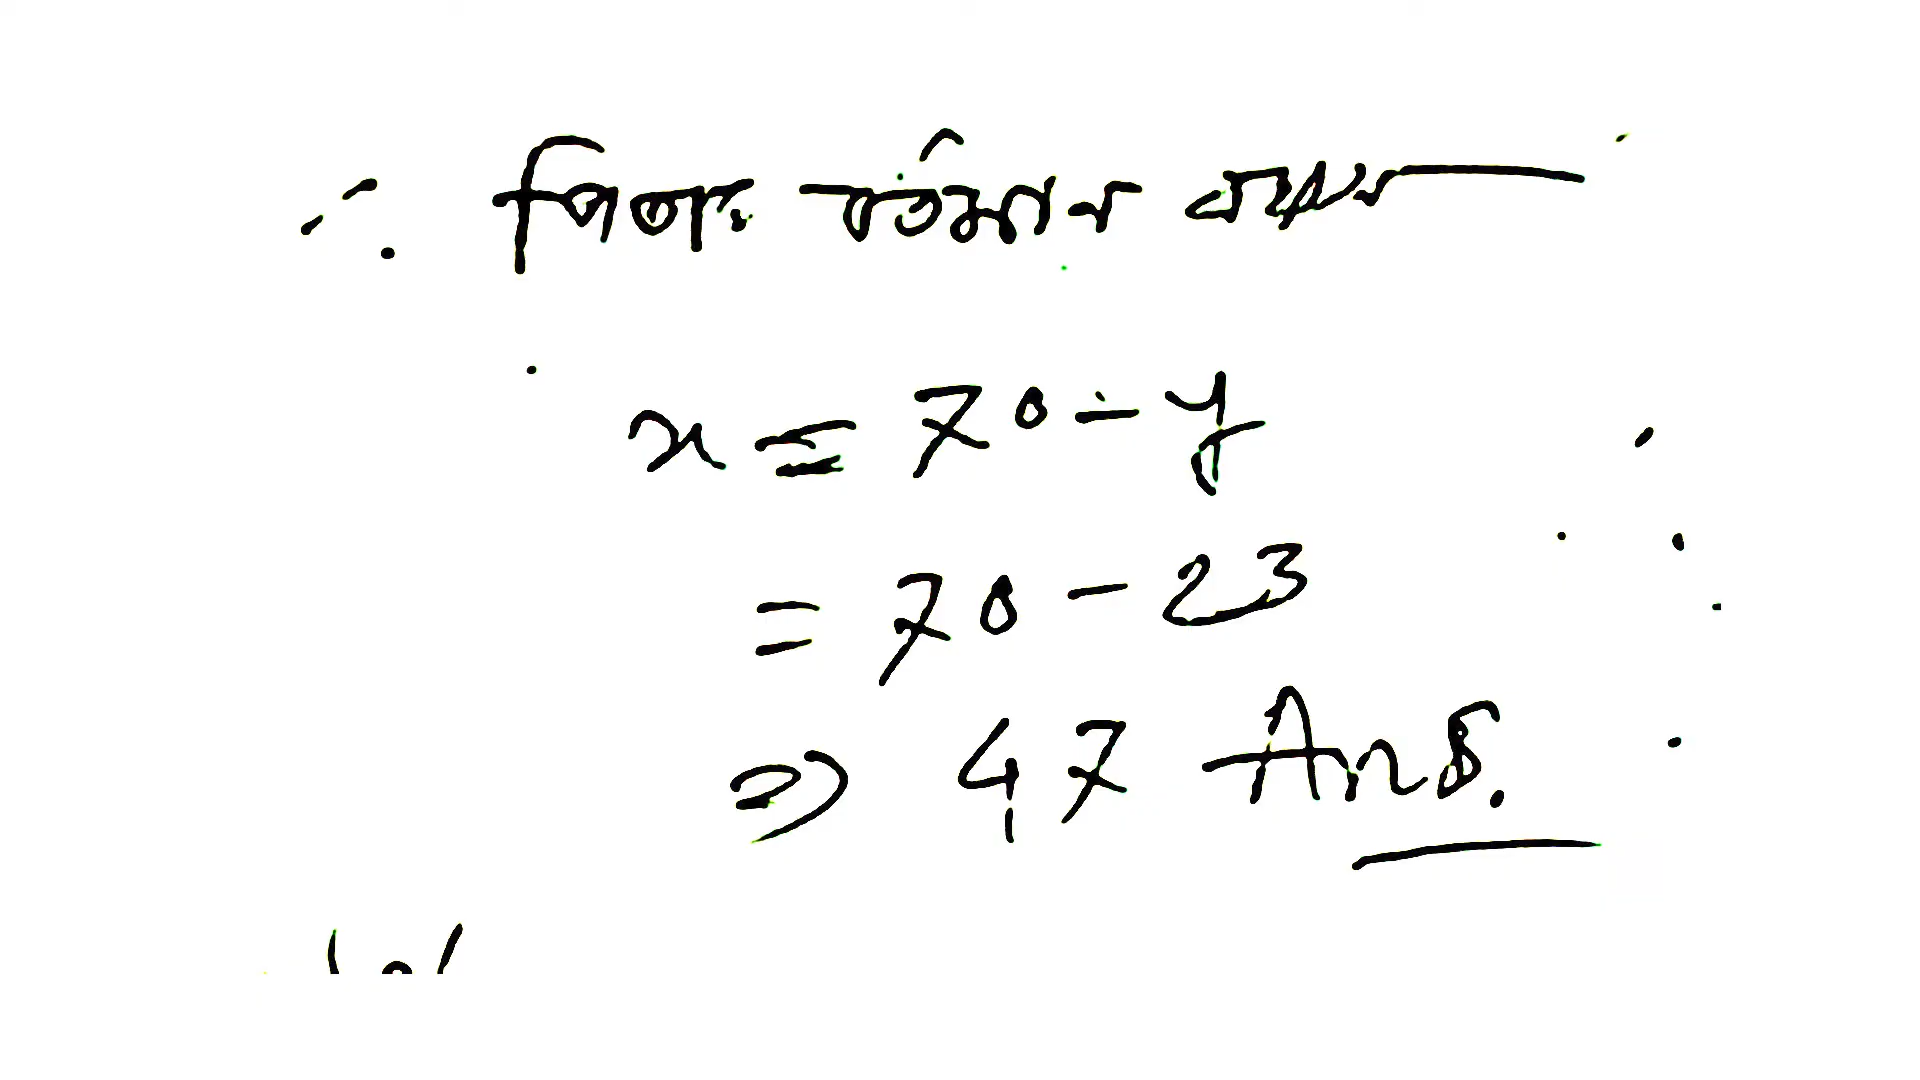 ∴ পিতার বর্তমান বয়স
x = 70 - y
= 70 - 23
⇒ 47 Ans.